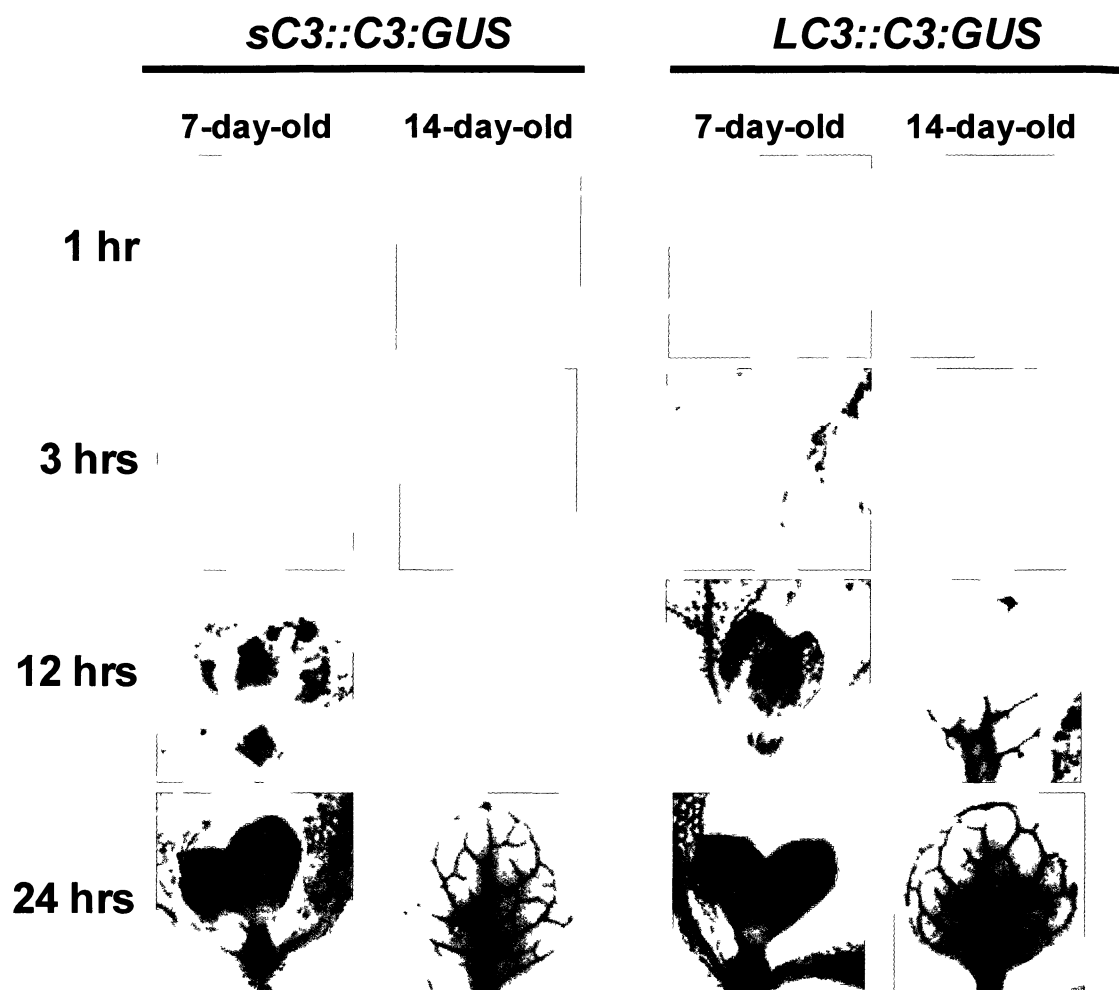 sC3::C3:GUS LC3::C3:GUS
7-day-old 14-day-old 7-day-old 14-day-old
1 hr
3 hrs
12 hrs
24 hrs